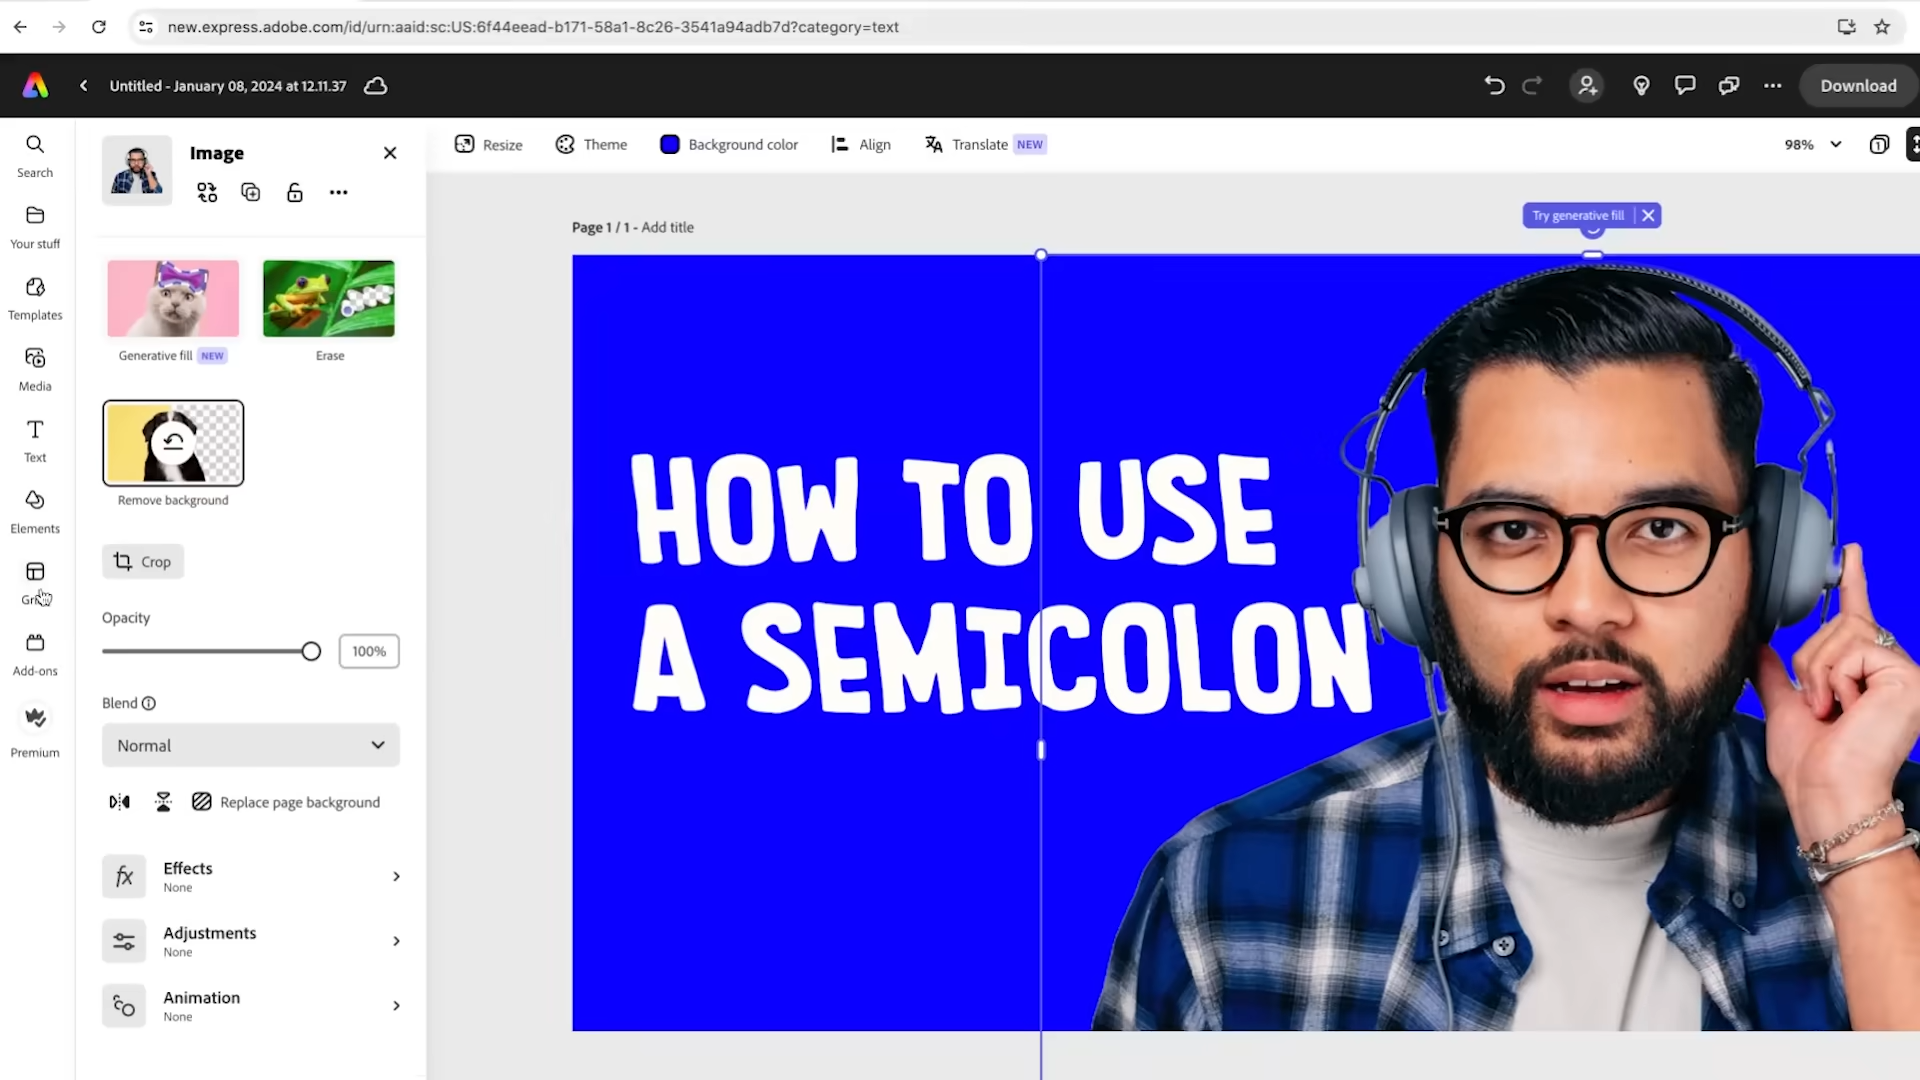 new.express.adobe.com/id/urn:aaid:sc:US:6f44eead-b171-58a1-8c26-3541a94adb7d?category=text
Untitled - January 08, 2024 at 12.11.37
Download
Search
Your stuff
Templates
Media
Text
Elements
Add-ons
Premium
Image
Generative fill NEW
Erase
Remove background
Crop
Opacity
100%
Blend
Normal
Replace page background
fx
Effects
None
Adjustments
None
Animation
None
Resize
Theme
Background color
Align
Translate NEW
98%
1
Page 1 / 1 - Add title
Try generative fill
HOW TO USE
A SEMICOLON